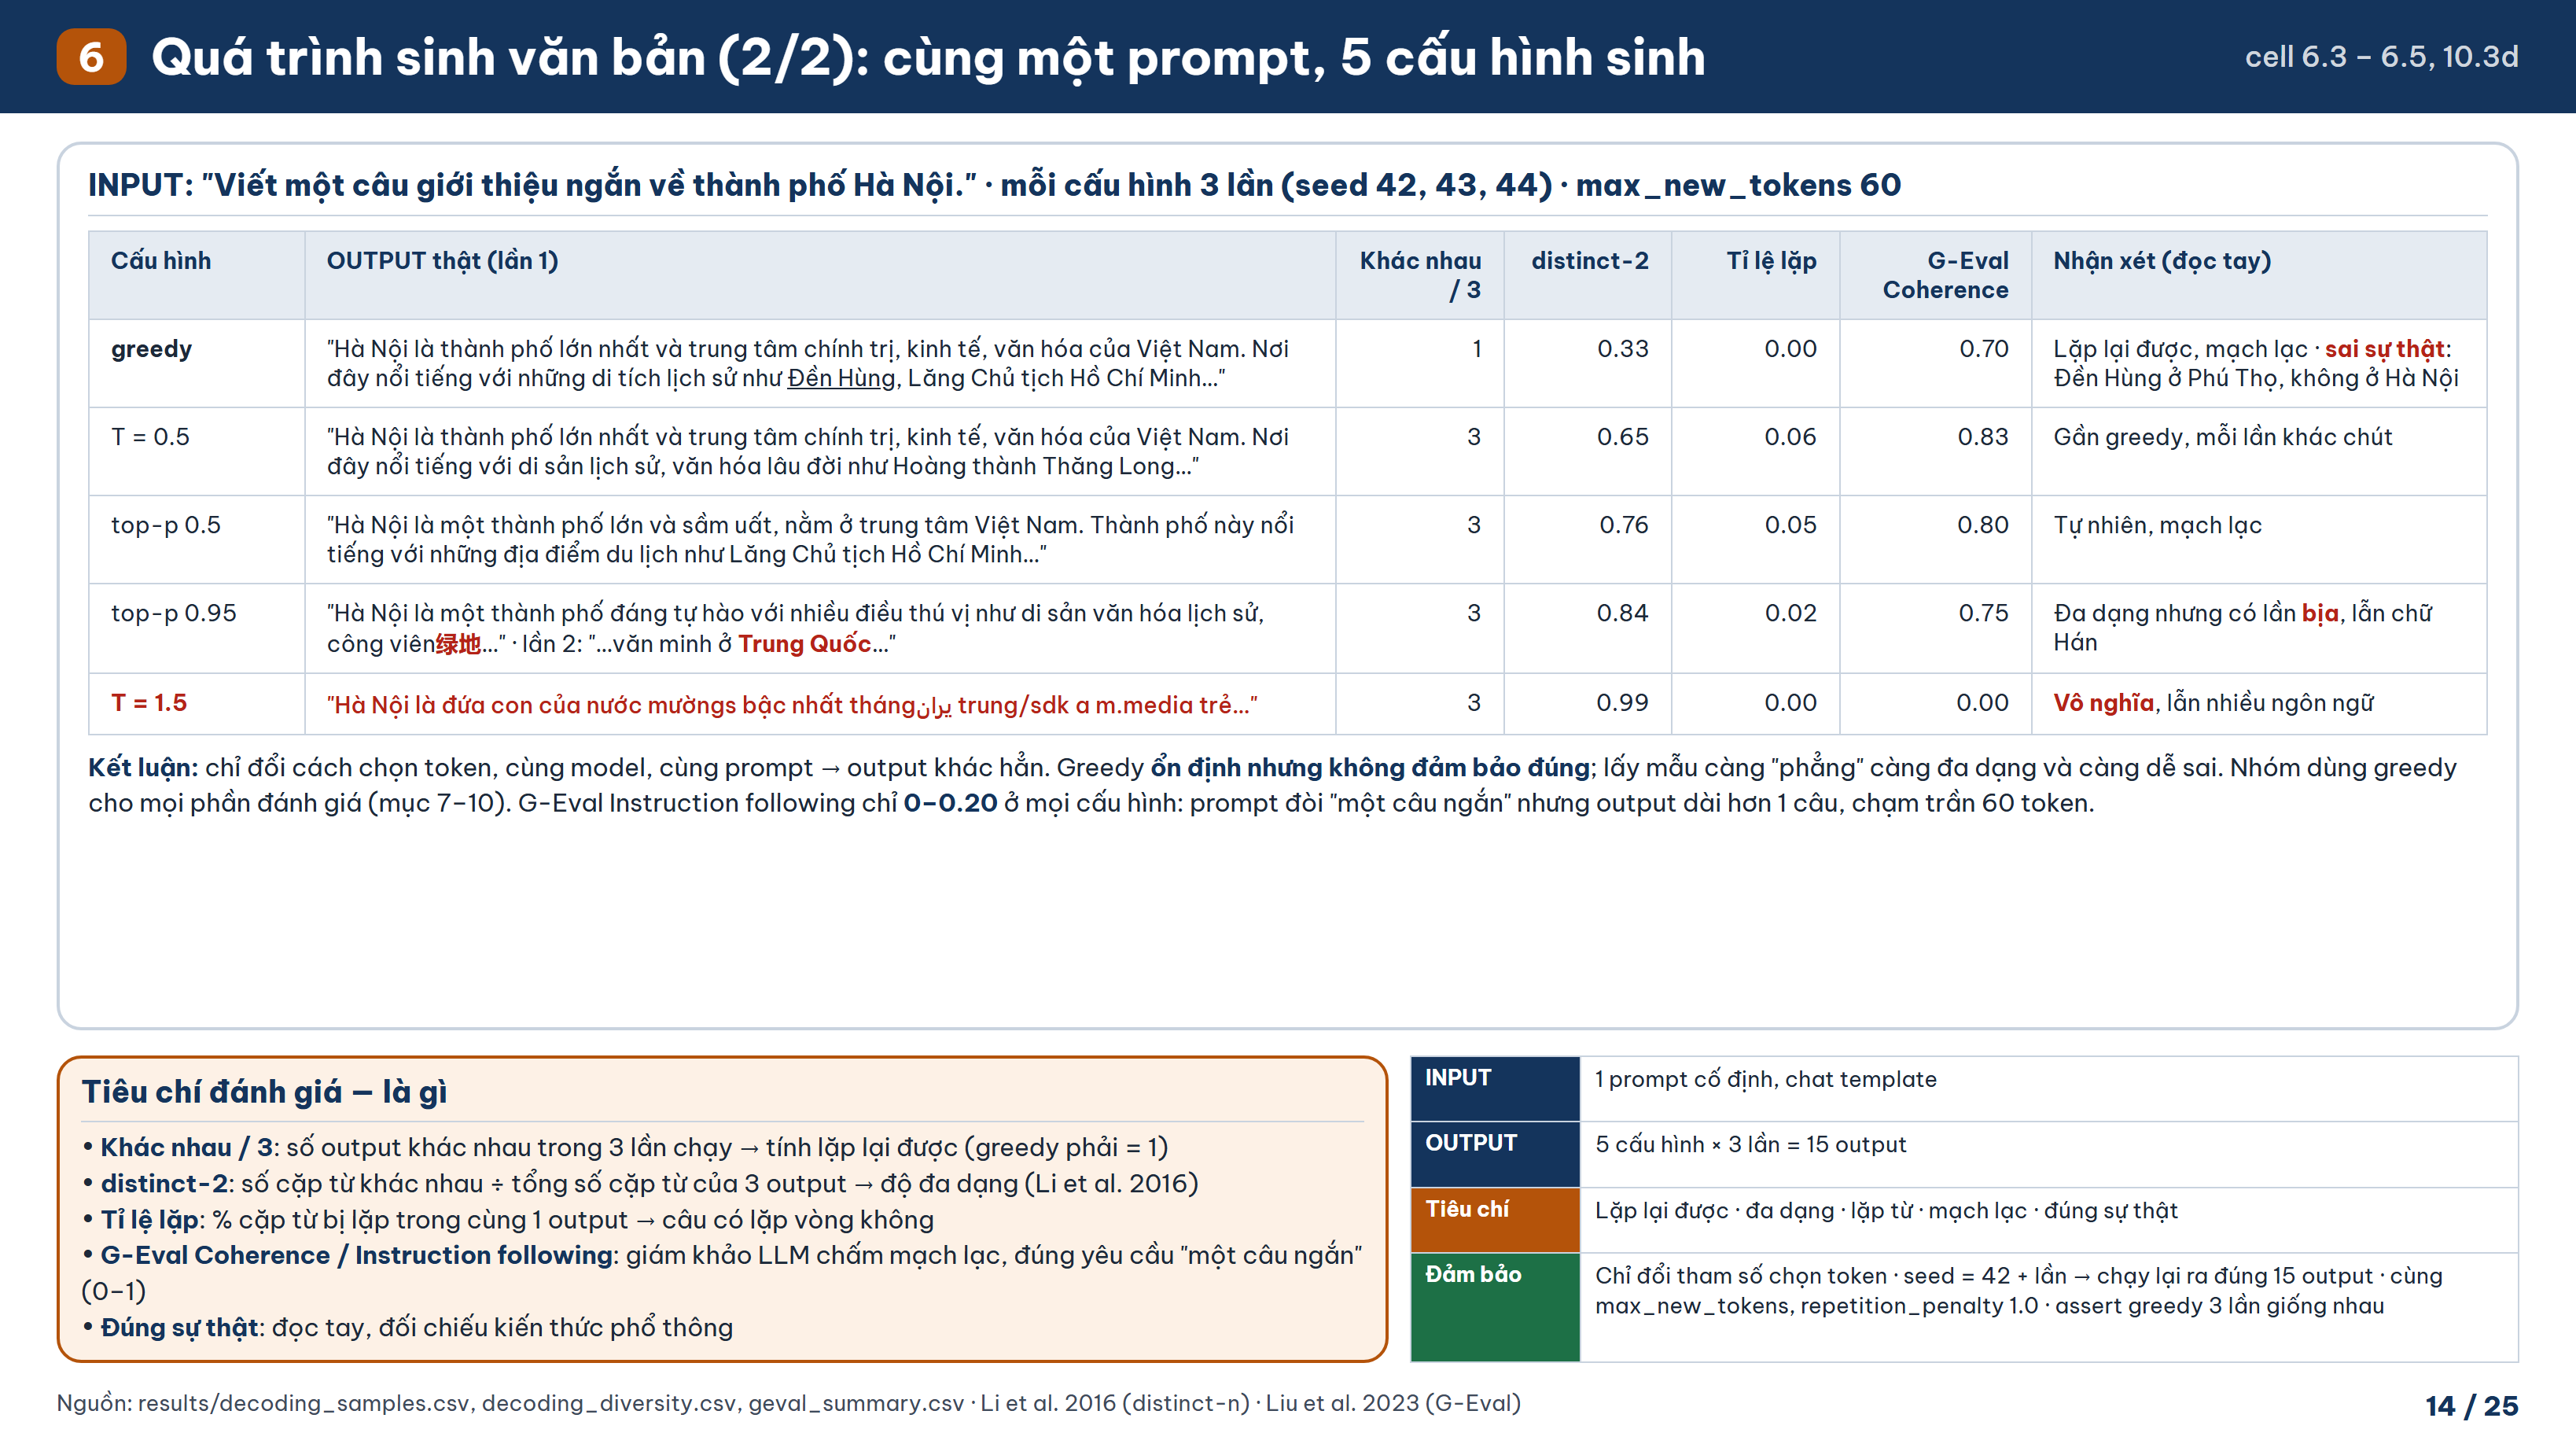 6 Quá trình sinh văn bản (2/2): cùng một prompt, 5 cấu hình sinh
cell 6.3 – 6.5, 10.3d
INPUT: "Viết một câu giới thiệu ngắn về thành phố Hà Nội." · mỗi cấu hình 3 lần (seed 42, 43, 44) · max_new_tokens 60
Cấu hình
OUTPUT thật (lần 1)
Khác nhau
/ 3
distinct-2
Tỉ lệ lặp
G-Eval
Coherence
Nhận xét (đọc tay)
greedy
"Hà Nội là thành phố lớn nhất và trung tâm chính trị, kinh tế, văn hóa của Việt Nam. Nơi
đây nổi tiếng với những di tích lịch sử như Đền Hùng, Lăng Chủ tịch Hồ Chí Minh..."
1
0.33
0.00
0.70
Lặp lại được, mạch lạc · sai sự thật:
Đền Hùng ở Phú Thọ, không ở Hà Nội
T = 0.5
"Hà Nội là thành phố lớn nhất và trung tâm chính trị, kinh tế, văn hóa của Việt Nam. Nơi
đây nổi tiếng với di sản lịch sử, văn hóa lâu đời như Hoàng thành Thăng Long..."
3
0.65
0.06
0.83
Gần greedy, mỗi lần khác chút
top-p 0.5
"Hà Nội là một thành phố lớn và sầm uất, nằm ở trung tâm Việt Nam. Thành phố này nổi
tiếng với những địa điểm du lịch như Lăng Chủ tịch Hồ Chí Minh..."
3
0.76
0.05
0.80
Tự nhiên, mạch lạc
top-p 0.95
"Hà Nội là một thành phố đáng tự hào với nhiều điều thú vị như di sản văn hóa lịch sử,
công viên绿地..." · lần 2: "...văn minh ở Trung Quốc..."
3
0.84
0.02
0.75
Đa dạng nhưng có lần bịa, lẫn chữ
Hán
T = 1.5
"Hà Nội là đứa con của nước mườngs bậc nhất thángیران trung/sdk a m.media trẻ..."
3
0.99
0.00
0.00
Vô nghĩa, lẫn nhiều ngôn ngữ
Kết luận: chỉ đổi cách chọn token, cùng model, cùng prompt → output khác hẳn. Greedy ổn định nhưng không đảm bảo đúng; lấy mẫu càng "phẳng" càng đa dạng và càng dễ sai. Nhóm dùng greedy
cho mọi phần đánh giá (mục 7–10). G-Eval Instruction following chỉ 0–0.20 ở mọi cấu hình: prompt đòi "một câu ngắn" nhưng output dài hơn 1 câu, chạm trần 60 token.
Tiêu chí đánh giá — là gì
• Khác nhau / 3: số output khác nhau trong 3 lần chạy → tính lặp lại được (greedy phải = 1)
• distinct-2: số cặp từ khác nhau ÷ tổng số cặp từ của 3 output → độ đa dạng (Li et al. 2016)
• Tỉ lệ lặp: % cặp từ bị lặp trong cùng 1 output → câu có lặp vòng không
• G-Eval Coherence / Instruction following: giám khảo LLM chấm mạch lạc, đúng yêu cầu "một câu ngắn"
(0–1)
• Đúng sự thật: đọc tay, đối chiếu kiến thức phổ thông
INPUT
1 prompt cố định, chat template
OUTPUT
5 cấu hình × 3 lần = 15 output
Tiêu chí
Lặp lại được · đa dạng · lặp từ · mạch lạc · đúng sự thật
Đảm bảo
Chỉ đổi tham số chọn token · seed = 42 + lần → chạy lại ra đúng 15 output · cùng
max_new_tokens, repetition_penalty 1.0 · assert greedy 3 lần giống nhau
Nguồn: results/decoding_samples.csv, decoding_diversity.csv, geval_summary.csv · Li et al. 2016 (distinct-n) · Liu et al. 2023 (G-Eval)
14 / 25